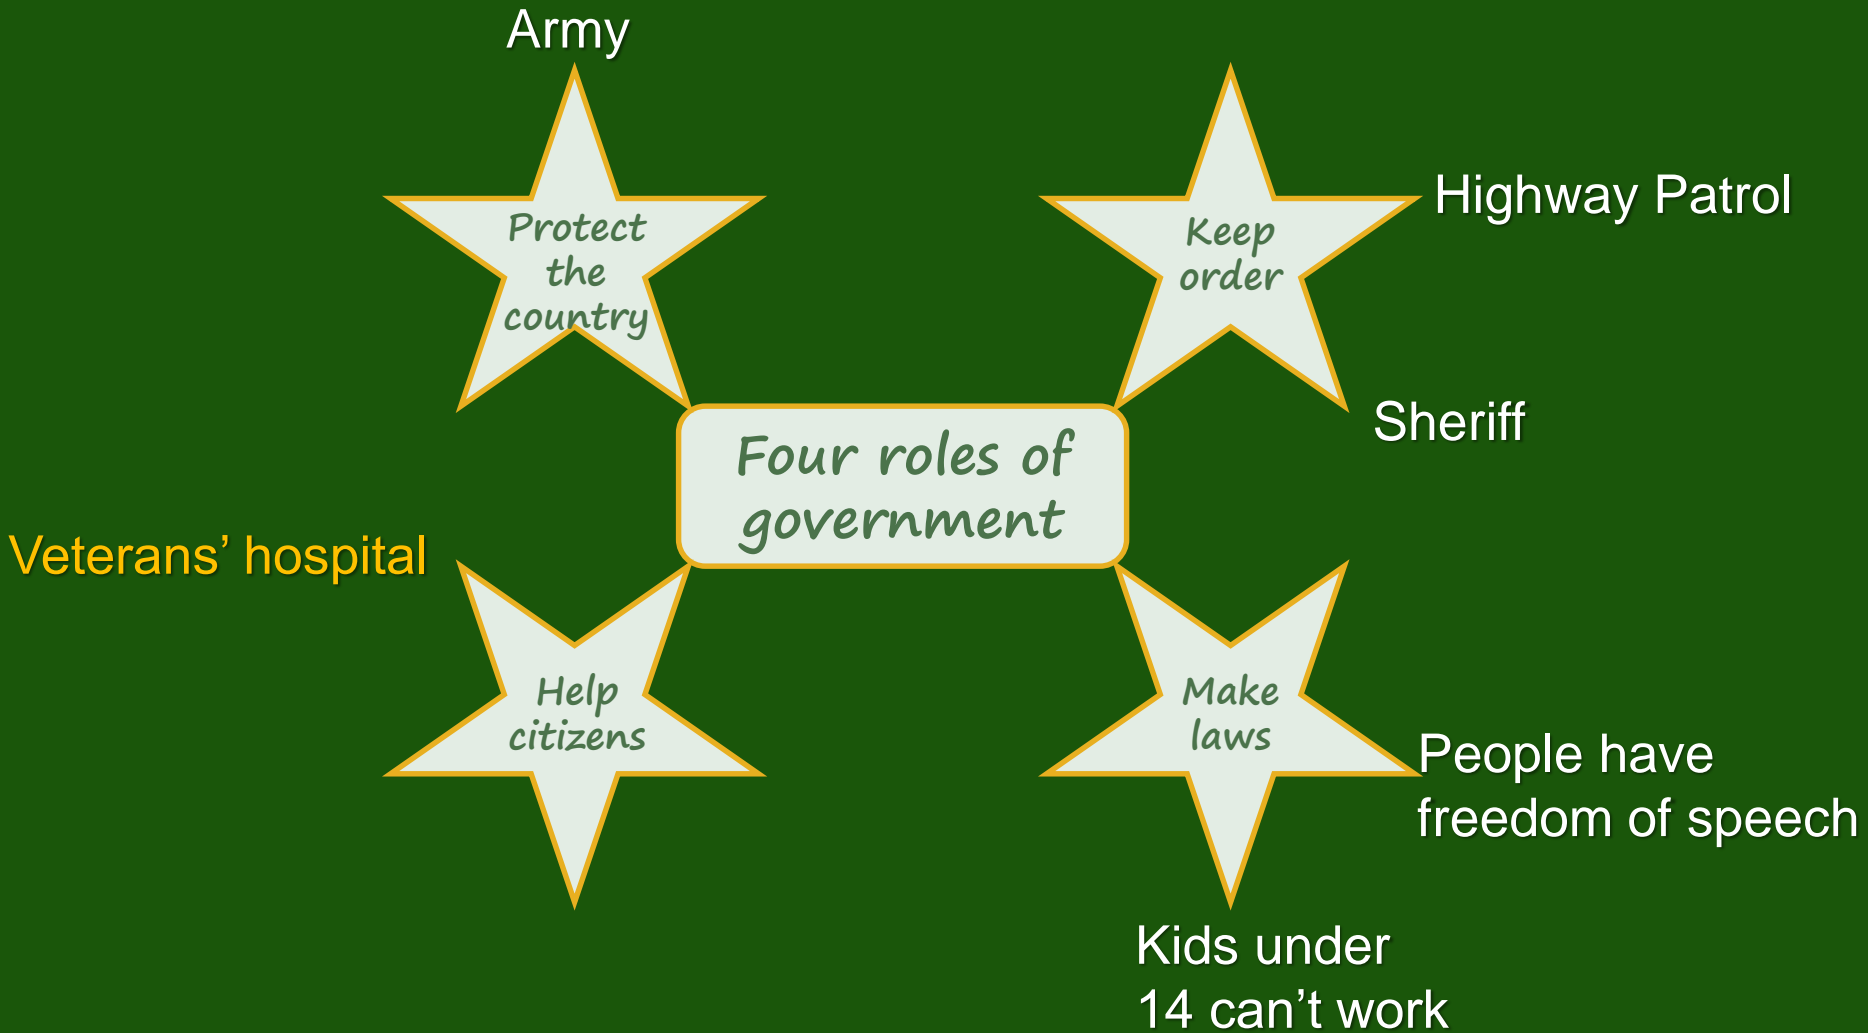 Army
Protect
the
country
Keep
order
Highway Patrol
Sheriff
Four roles of
government
Veterans’ hospital
Help
citizens
Make
laws
People have
freedom of speech
Kids under
14 can’t work